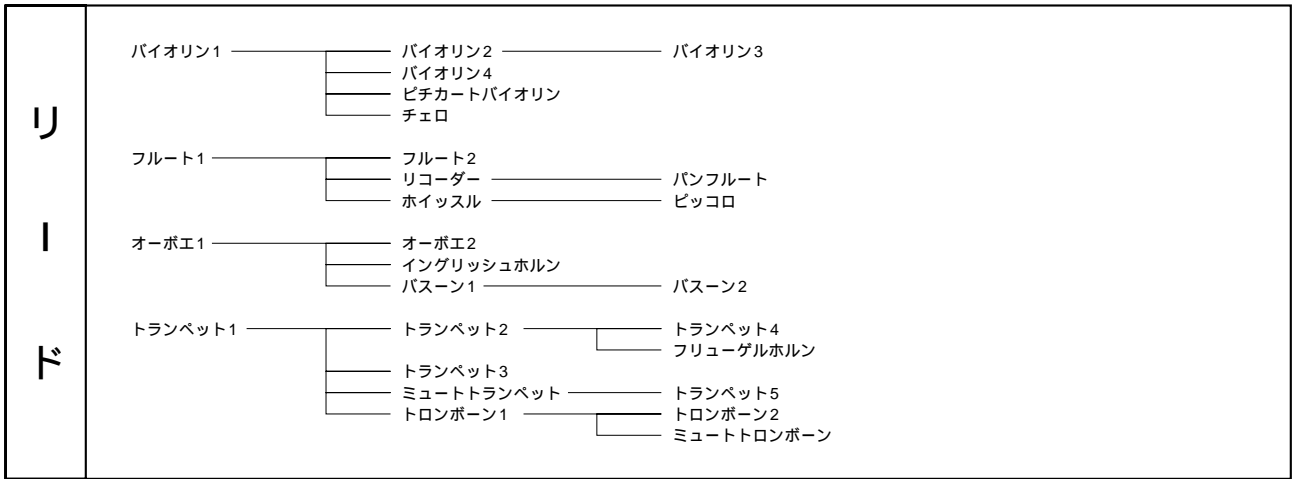 リード
バイオリン1 バイオリン2 バイオリン3
バイオリン4
ピチカートバイオリン
チェロ
フルート1 フルート2
リコーダー パンフルート
ホイッスル ピッコロ
オーボエ1 オーボエ2
イングリッシュホルン
バスーン1 バスーン2
トランペット1 トランペット2 トランペット4
フリューゲルホルン
トランペット3
ミュートトランペット トランペット5
トロンボーン1 トロンボーン2
ミュートトロンボーン